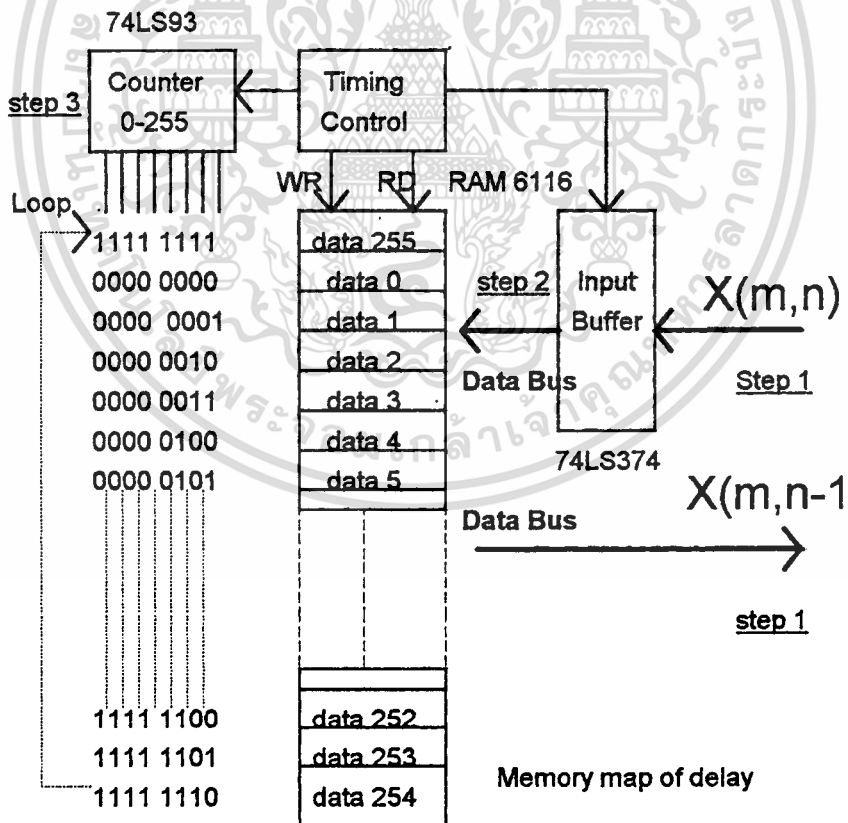 74LS93
Counter
0-255
step 3
Timing
Control
WR
RD
RAM 6116
Loop
1111 1111
0000 0000
0000 0001
0000 0010
0000 0011
0000 0100
0000 0101
1111 1100
1111 1101
1111 1110
data 255
data 0
data 1
data 2
data 3
data 4
data 5
data 252
data 253
data 254
step 2
Data Bus
Input
Buffer
74LS374
X(m,n)
Step 1
Data Bus
X(m,n-1
step 1
Memory map of delay